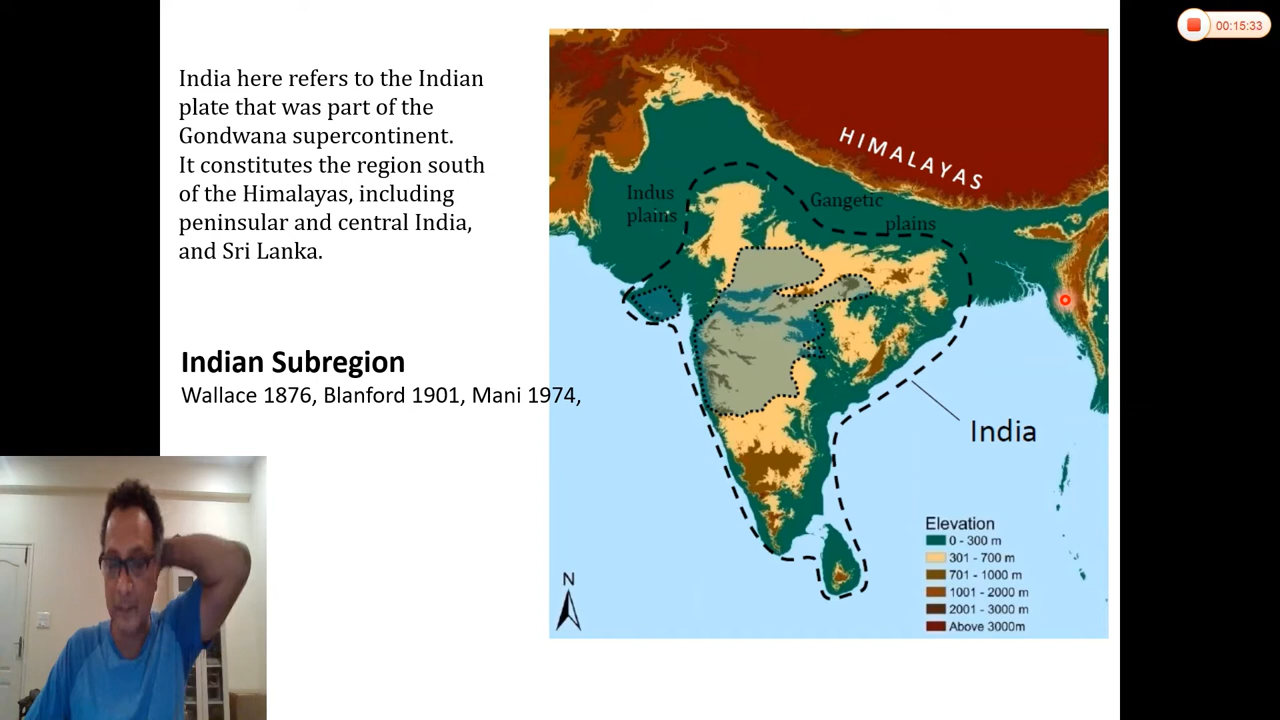 00:15:33
India here refers to the Indian
plate that was part of the
Gondwana supercontinent.
It constitutes the region south
of the Himalayas, including
peninsular and central India,
and Sri Lanka.
Indian Subregion
Wallace 1876, Blanford 1901, Mani 1974,
HIMALAYAS
Indus
plains
Gangetic
plains
India
Elevation
0 - 300 m
301 - 700 m
701 - 1000 m
1001 - 2000 m
2001 - 3000 m
Above 3000m
N